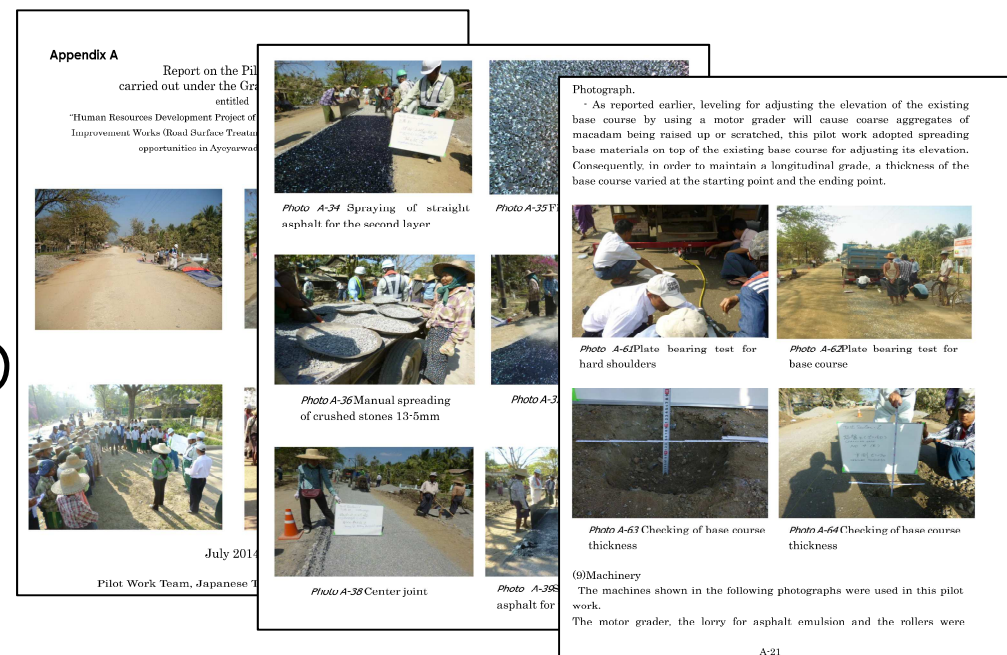 Appendix A
Report on the Pil
carried out under the Gra
entitled
"Human Resources Development Project of
Improvement Works (Road Surface Treatm
opportunities in Ayeyarwad
July 2014
Pilot Work Team, Japanese T
Photo A-34 Spraying of straight
asphalt for the second layer
Photo A-35 F
Photo A-36 Manual spreading
of crushed stones 13-5mm
Photo A-3
Photo A-38 Center joint
Photo A-39S
asphalt for
Photograph.
- As reported earlier, leveling for adjusting the elevation of the existing
base course by using a motor grader will cause coarse aggregates of
macadam being raised up or scratched, this pilot work adopted spreading
base materials on top of the existing base course for adjusting its elevation.
Consequently, in order to maintain a longitudinal grade, a thickness of the
base course varied at the starting point and the ending point.
Photo A-61Plate bearing test for
hard shoulders
Photo A-62Plate bearing test for
base course
Photo A-63 Checking of base course
thickness
Photo A-64 Checking of base course
thickness
(9)Machinery
The machines shown in the following photographs were used in this pilot
work.
The motor grader, the lorry for asphalt emulsion and the rollers were
A-21